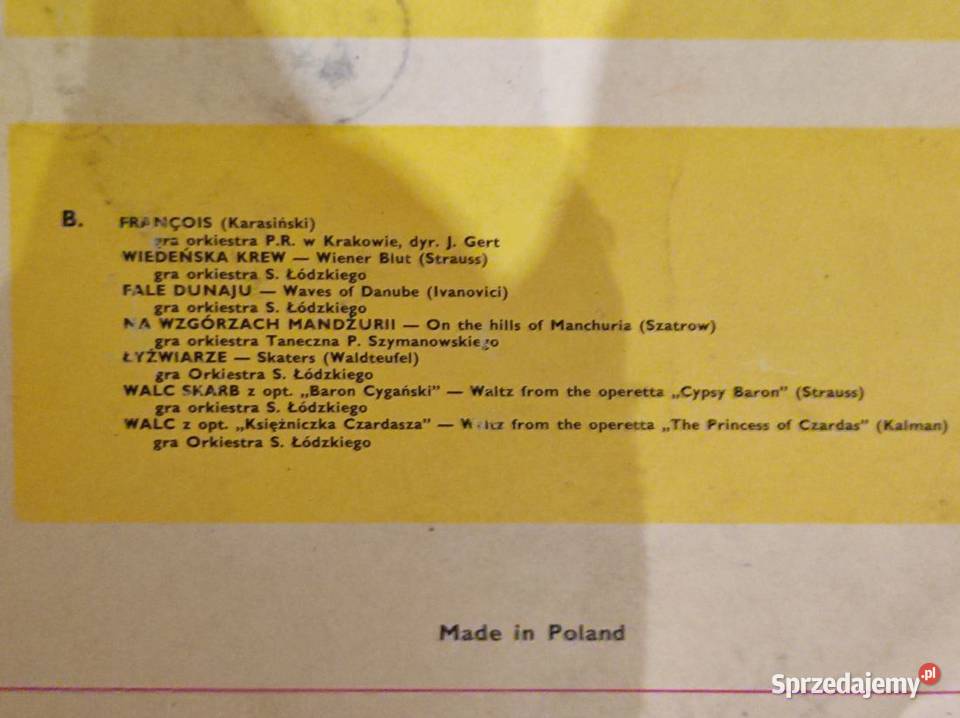 B. FRANÇOIS (Karasiński)
gra orkiestra P.R. w Krakowie, dyr. J. Gert
WIEDEŃSKA KREW — Wiener Blut (Strauss)
gra orkiestra S. Łódzkiego
FALE DUNAJU — Waves of Danube (Ivanovici)
gra orkiestra S. Łódzkiego
NA WZGÓRZACH MANDŻURII — On the hills of Manchuria (Szatrow)
gra orkiestra Taneczna P. Szymanowskiego
ŁYŻWIARZE — Skaters (Waldteufel)
gra Orkiestra S. Łódzkiego
WALC SKARB z opt. „Baron Cygański" — Waltz from the operetta „Cypsy Baron" (Strauss)
gra orkiestra S. Łódzkiego
WALC z opt. „Księżniczka Czardasza" — Waltz from the operetta „The Princess of Czardas" (Kalman)
gra Orkiestra S. Łódzkiego
Made in Poland
Sprzedajemy.pl